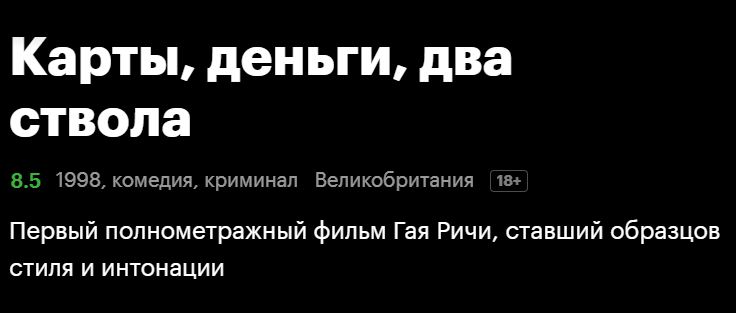 Карты, деньги, два
ствола
8.5 1998, комедия, криминал Великобритания 18+
Первый полнометражный фильм Гая Ричи, ставший образцов
стиля и интонации